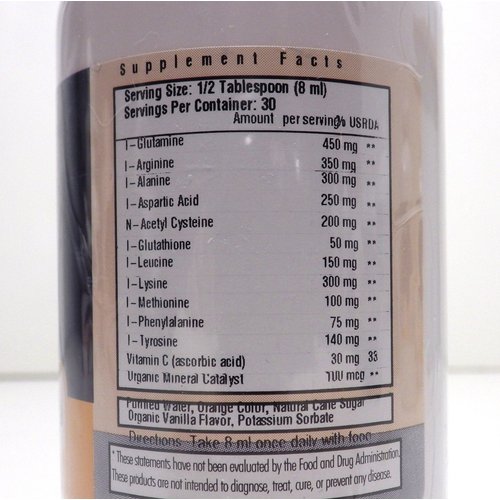 Supplement Facts
Serving Size: 1/2 Tablespoon (8 ml)
Servings Per Container: 30
Amount per serving % USRDA
l-Glutamine 450 mg **
l-Arginine 350 mg **
l-Alanine 300 mg **
l-Aspartic Acid 250 mg **
N-Acetyl Cysteine 200 mg **
l-Glutathione 50 mg **
l-Leucine 150 mg **
l-Lysine 300 mg **
l-Methionine 100 mg **
l-Phenylalanine 75 mg **
l-Tyrosine 140 mg **
Vitamin C (ascorbic acid) 30 mg 33
Organic Mineral Catalyst 100 mcg **
Purified Water, Orange Color, Natural Cane Sugar
Organic Vanilla Flavor, Potassium Sorbate
Directions: Take 8 ml once daily with food
*These statements have not been evaluated by the Food and Drug Administration.
These products are not intended to diagnose, treat, cure, or prevent any disease.